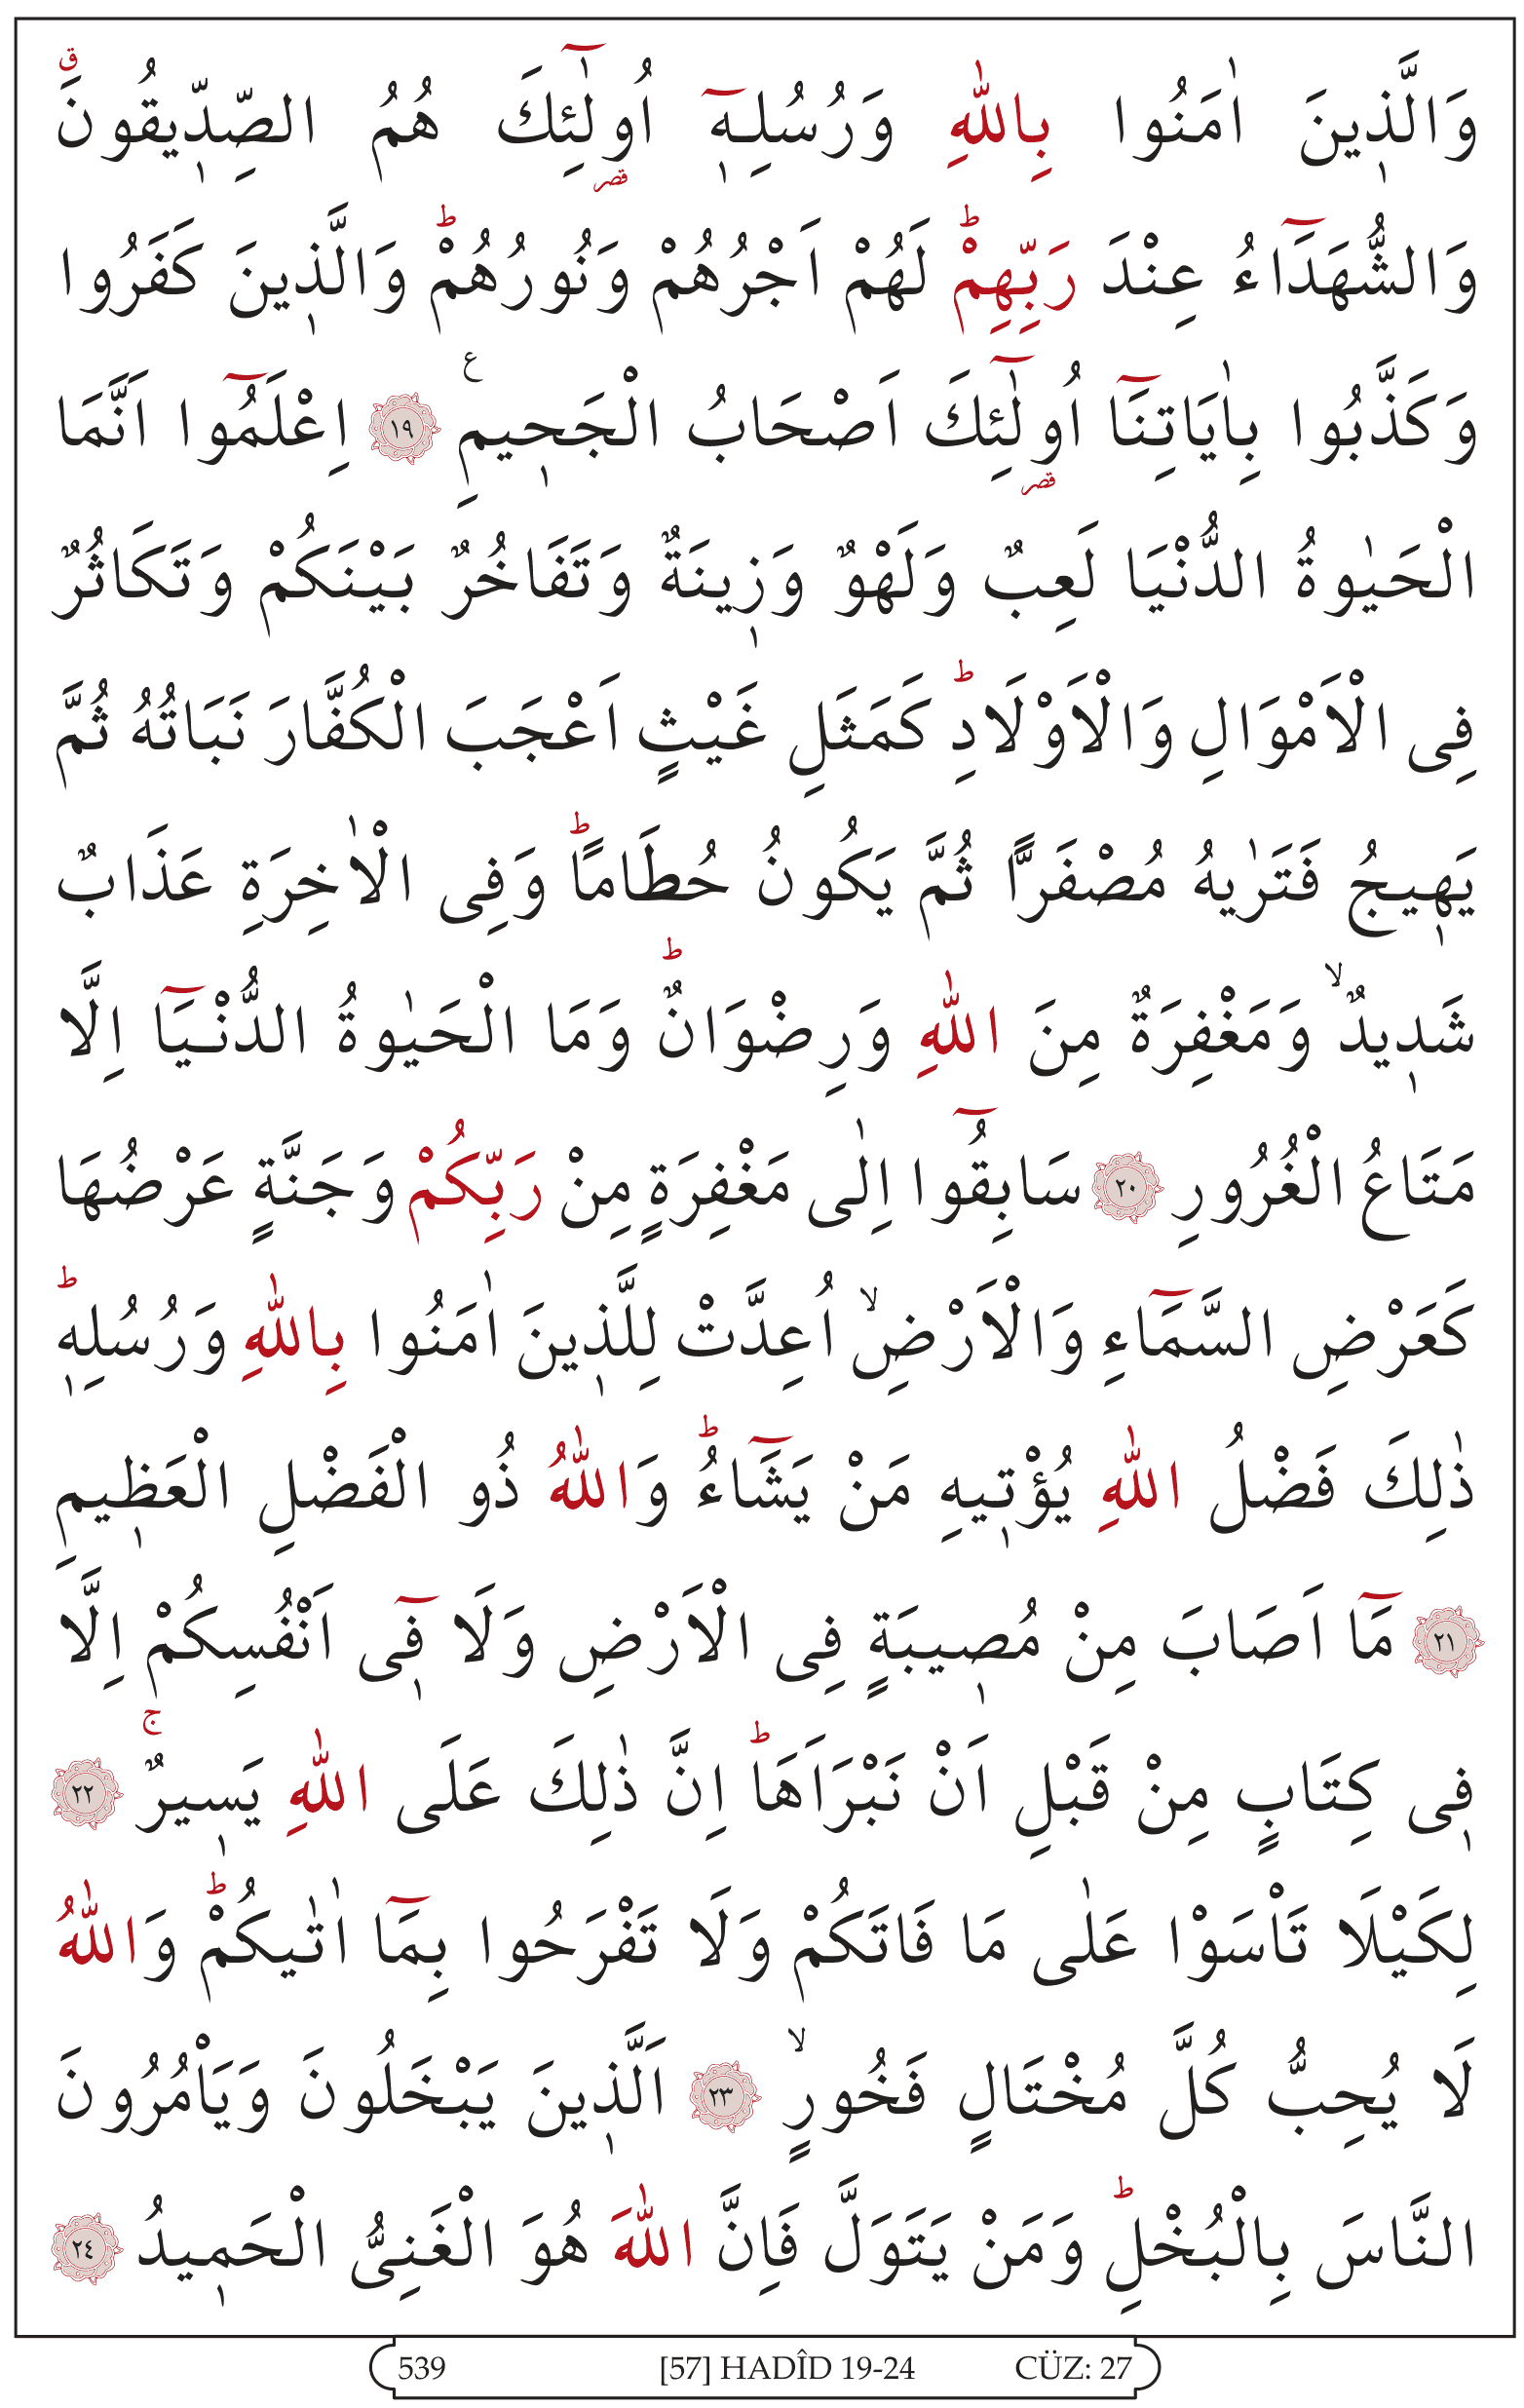 وَالَّذ۪ينَ اٰمَنُوا بِاللّٰهِ وَرُسُلِه۪ٓ اُو۬لٰٓئِكَ هُمُ الصِّدّ۪يقُونَۗ
وَالشُّهَدَٓاءُ عِنْدَ رَبِّهِمْۜ لَهُمْ اَجْرُهُمْ وَنُورُهُمْۜ وَالَّذ۪ينَ كَفَرُوا
وَكَذَّبُوا بِاٰيَاتِنَٓا اُو۬لٰٓئِكَ اَصْحَابُ الْجَح۪يمِ۟ ﴿١٩﴾ اِعْلَمُٓوا اَنَّمَا
الْحَيٰوةُ الدُّنْيَا لَعِبٌ وَلَهْوٌ وَز۪ينَةٌ وَتَفَاخُرٌ بَيْنَكُمْ وَتَكَاثُرٌ
فِى الْاَمْوَالِ وَالْاَوْلَادِۜ كَمَثَلِ غَيْثٍ اَعْجَبَ الْكُفَّارَ نَبَاتُهُ ثُمَّ
يَه۪يجُ فَتَرٰيهُ مُصْفَرًّا ثُمَّ يَكُونُ حُطَامًاۜ وَفِى الْاٰخِرَةِ عَذَابٌ
شَد۪يدٌۙ وَمَغْفِرَةٌ مِنَ اللّٰهِ وَرِضْوَانٌۜ وَمَا الْحَيٰوةُ الدُّنْيَٓا اِلَّا
مَتَاعُ الْغُرُورِ ﴿٢٠﴾ سَابِقُٓوا اِلٰى مَغْفِرَةٍ مِنْ رَبِّكُمْ وَجَنَّةٍ عَرْضُهَا
كَعَرْضِ السَّمَٓاءِ وَالْاَرْضِۙ اُعِدَّتْ لِلَّذ۪ينَ اٰمَنُوا بِاللّٰهِ وَرُسُلِه۪ۜ
ذٰلِكَ فَضْلُ اللّٰهِ يُؤْت۪يهِ مَنْ يَشَٓاءُۜ وَاللّٰهُ ذُو الْفَضْلِ الْعَظ۪يمِ
﴿٢١﴾ مَٓا اَصَابَ مِنْ مُص۪يبَةٍ فِى الْاَرْضِ وَلَا ف۪ٓى اَنْفُسِكُمْ اِلَّا
ف۪ى كِتَابٍ مِنْ قَبْلِ اَنْ نَبْرَاَهَاۜ اِنَّ ذٰلِكَ عَلَى اللّٰهِ يَس۪يرٌۚ ﴿٢٢﴾
لِكَيْلَا تَأْسَوْا عَلٰى مَا فَاتَكُمْ وَلَا تَفْرَحُوا بِمَٓا اٰتٰيكُمْۜ وَاللّٰهُ
لَا يُحِبُّ كُلَّ مُخْتَالٍ فَخُورٍۙ ﴿٢٣﴾ اَلَّذ۪ينَ يَبْخَلُونَ وَيَأْمُرُونَ
النَّاسَ بِالْبُخْلِۜ وَمَنْ يَتَوَلَّ فَاِنَّ اللّٰهَ هُوَ الْغَنِىُّ الْحَم۪يدُ ﴿٢٤﴾
539 [57] HADÎD 19-24 CÜZ: 27